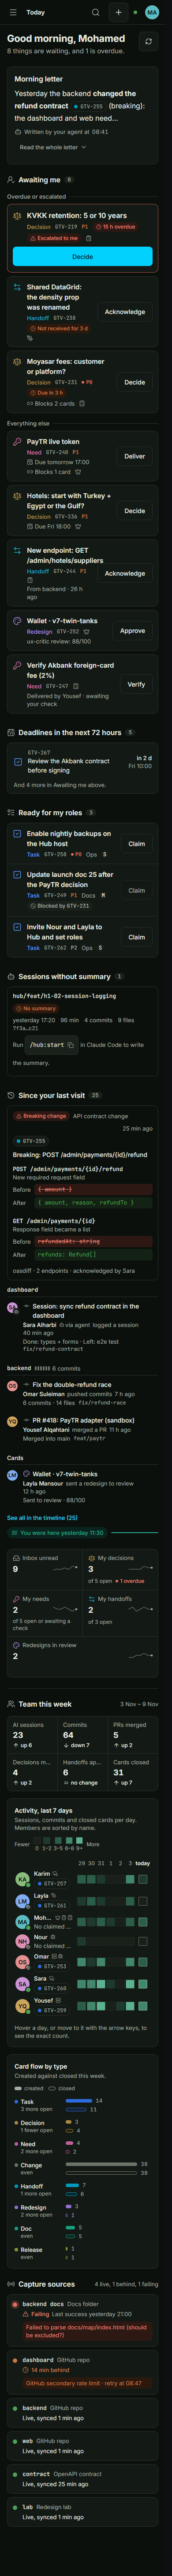 Today
MA
Good morning, Mohamed
8 things are waiting, and 1 is overdue.
Morning letter
Yesterday the backend changed the
refund contract GTV-255 (breaking):
the dashboard and web need...
Written by your agent at 08:41
Read the whole letter
Awaiting me 8
Overdue or escalated
KVKK retention: 5 or 10 years
Decision GTV-219 P1 15 h overdue
Escalated to me
Decide
Shared DataGrid:
the density prop
was renamed
Handoff GTV-238
Not received for 3 d
Acknowledge
Moyasar fees: customer
or platform?
Decision GTV-231 P0
Due in 3 h
Blocks 2 cards
Decide
Everything else
PayTR live token
Need GTV-248 P1
Due tomorrow 17:00
Blocks 1 card
Deliver
Hotels: start with Turkey +
Egypt or the Gulf?
Decision GTV-236 P1
Due Fri 18:00
Decide
New endpoint: GET
/admin/hotels/suppliers
Handoff GTV-244 P1
From backend · 26 h
ago
Acknowledge
Wallet · v7-twin-tanks
Redesign GTV-252
ux-critic review: 88/100
Approve
Verify Akbank foreign-card
fee (2%)
Need GTV-247
Delivered by Yousef · awaiting
your check
Verify
Deadlines in the next 72 hours 5
GTV-267
Review the Akbank contract
before signing
in 2 d
Fri 10:00
And 4 more in Awaiting me above.
Ready for my roles 3
Enable nightly backups on
the Hub host
Task GTV-258 P0 Ops S
Claim
Update launch doc 25 after
the PayTR decision
Task GTV-249 P1 Docs M
Blocked by GTV-231
Claim
Invite Nour and Layla to
Hub and set roles
Task GTV-262 P2 Ops S
Claim
Sessions without summary 1
hub/feat/h1-02-session-logging
No summary
yesterday 17:20 96 min 4 commits 9 files
7f3a…b21
Run /hub:start in Claude Code to write
the summary.
Since your last visit 25
Breaking change API contract change
25 min ago
GTV-255
Breaking: POST /admin/payments/{id}/refund
POST /admin/payments/{id}/refund
New required request field
Before { amount }
After { amount, reason, refundTo }
GET /admin/payments/{id}
Response field became a list
Before refundedAt: string
After refunds: Refund[]
oasdiff · 2 endpoints · acknowledged by Sara
dashboard
Session: sync refund contract in the
dashboard
Sara Alharbi via agent logged a session
40 min ago
Done: types + forms · Left: e2e test
fix/refund-contract
backend 6 commits
Fix the double-refund race
Omar Suleiman pushed commits 7 h ago
6 commits · 14 files fix/refund-race
PR #418: PayTR adapter (sandbox)
Yousef Alqahtani merged a PR 11 h ago
Merged into main feat/paytr
Cards
Wallet · v7-twin-tanks
Layla Mansour sent a redesign to review
12 h ago
Sent to review · 88/100
See all in the timeline (25)
You were here yesterday 11:30
Inbox unread
9
My decisions
3
of 5 open 1 overdue
My needs
2
of 5 open or awaiting a
check
My handoffs
2
of 3 open
Redesigns in review
2
Team this week
3 Nov – 9 Nov
AI sessions
23
up 6
Commits
64
down 7
PRs merged
5
up 2
Decisions m...
4
up 2
Handoffs ap...
6
no change
Cards closed
31
up 7
Activity, last 7 days
Sessions, commits and closed cards per day.
Members are sorted by name.
Fewer More
0 1-2 3-5 6-8 9+
29 30 31 1 2 3 today
KA Karim
GTV-257
LM Layla
GTV-261
MA Moh...
No claimed ...
NH Nour
No claimed ...
OS Omar
GTV-253
SA Sara
GTV-260
YQ Yousef
GTV-259
Hover a day, or move to it with the arrow keys, to
see the exact count.
Card flow by type
Created against closed this week.
created closed
Task
3 more open
14
11
Decision
1 fewer open
3
4
Need
2 more open
4
2
Change
even
38
38
Handoff
1 more open
7
6
Redesign
2 more open
3
1
Doc
even
5
5
Release
even
1
1
Capture sources
4 live, 1 behind, 1 failing
backend docs Docs folder
Failing Last success yesterday 21:00
Failed to parse docs/map/index.html (should
be excluded?)
dashboard GitHub repo
14 min behind
GitHub secondary rate limit · retry at 08:47
backend GitHub repo
Live, synced 1 min ago
web GitHub repo
Live, synced 1 min ago
contract OpenAPI contract
Live, synced 25 min ago
lab Redesign lab
Live, synced 1 min ago